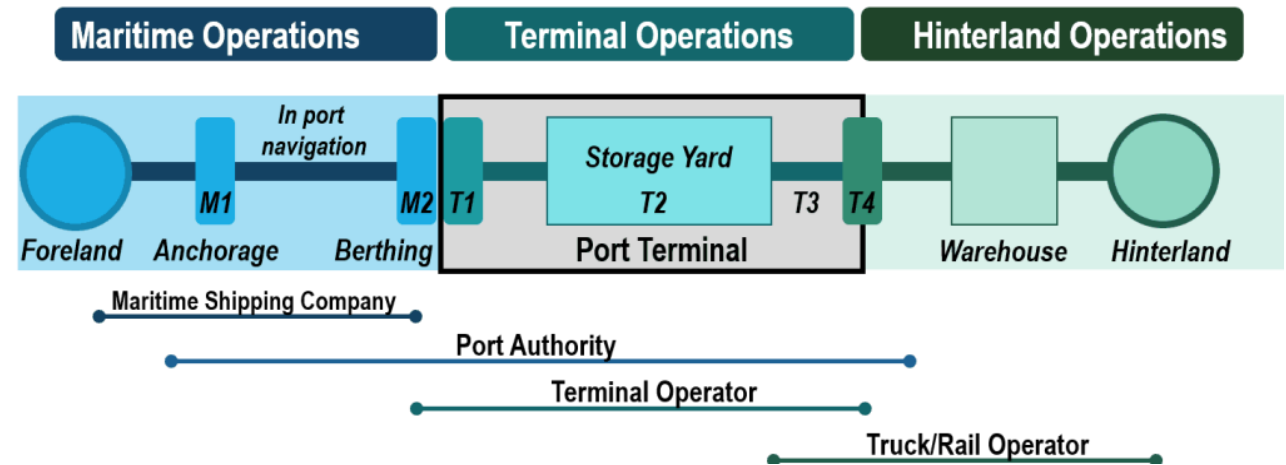 Maritime Operations
Terminal Operations
Hinterland Operations
In port
navigation
Storage Yard
M1
M2
T1
T2
T3
T4
Foreland
Anchorage
Berthing
Port Terminal
Warehouse
Hinterland
Maritime Shipping Company
Port Authority
Terminal Operator
Truck/Rail Operator